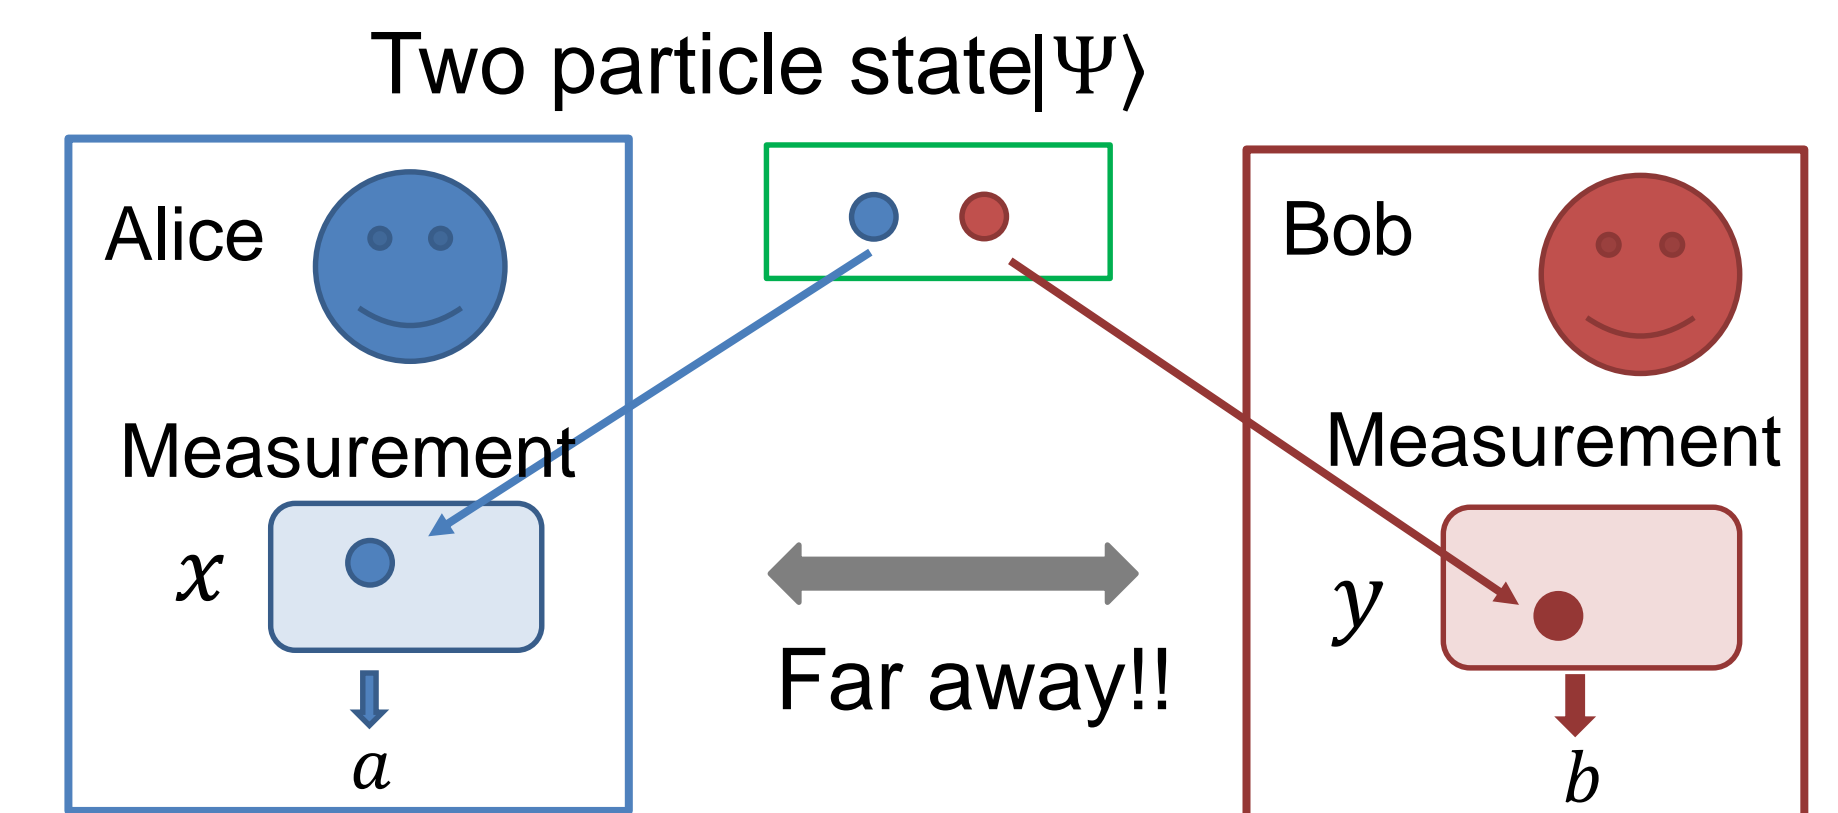 Two particle state|Ψ⟩
Alice
Bob
Measurement
Measurement
x
y
Far away!!
a
b